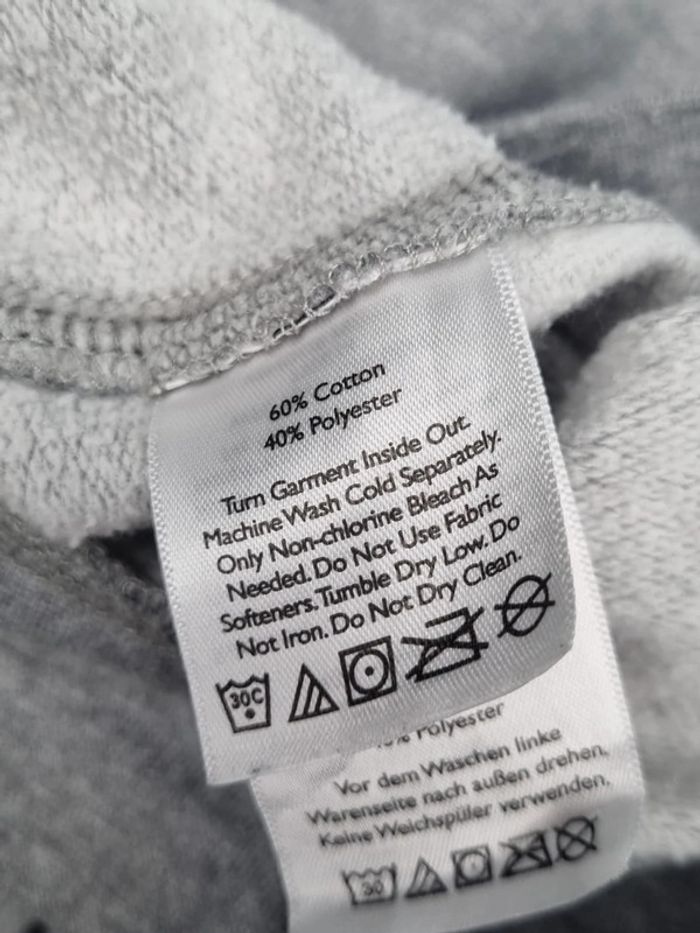 60% Cotton
40% Polyester
Turn Garment Inside Out.
Machine Wash Cold Separately.
Only Non-chlorine Bleach As
Needed. Do Not Use Fabric
Softeners. Tumble Dry Low. Do
Not Iron. Do Not Dry Clean.
30C
Polyester
Vor dem Waschen linke
Warenseite nach außen drehen.
Keine Weichspüler verwenden.
30